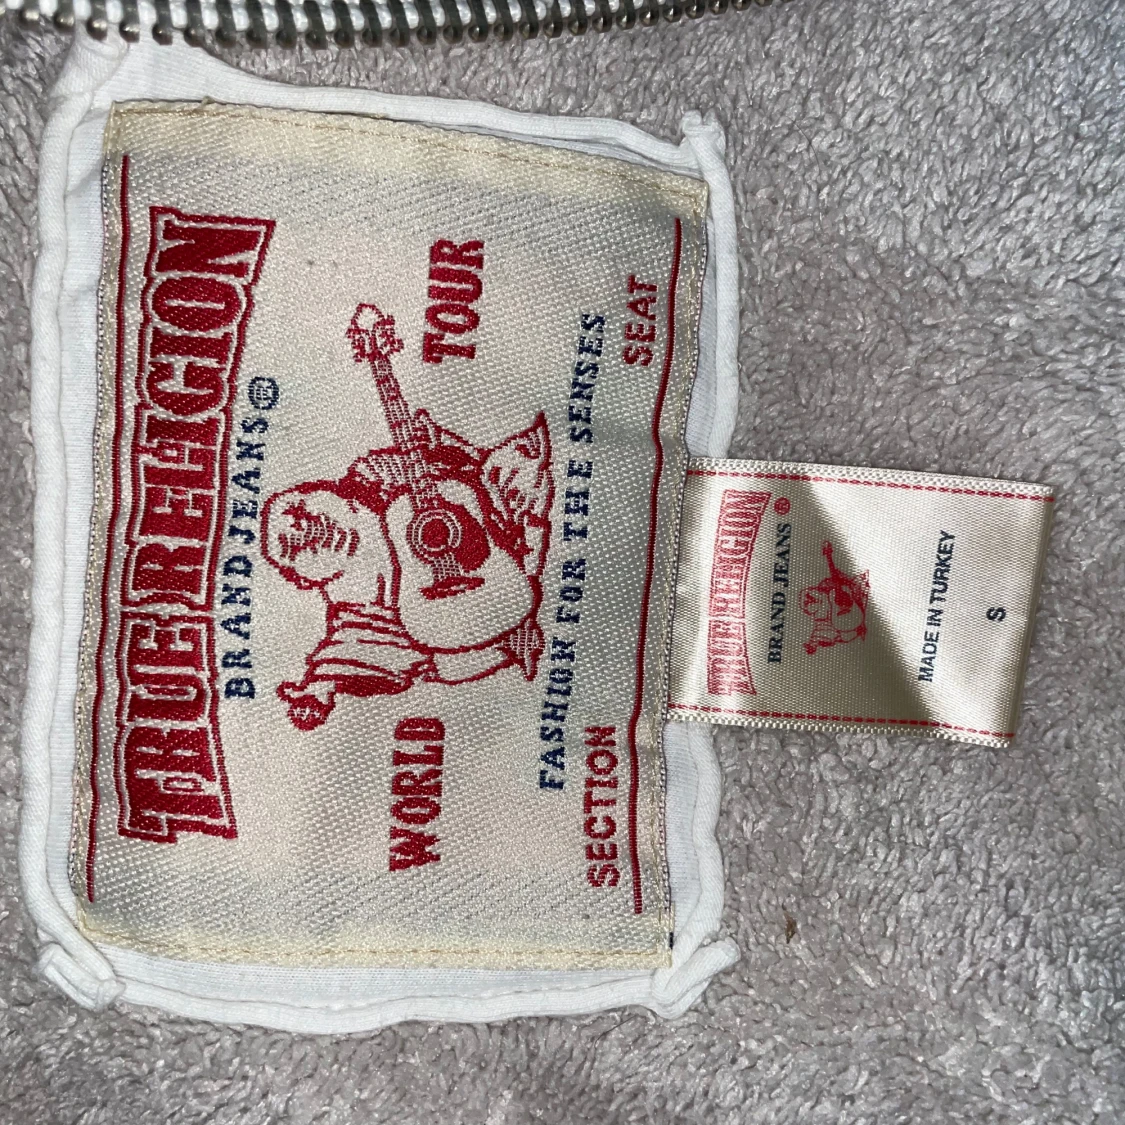 TRUE RELIGION
BRAND JEANS®
WORLD TOUR
FASHION FOR THE SENSES
SECTION SEAT
TRUE RELIGION
BRAND JEANS®
MADE IN TURKEY
S